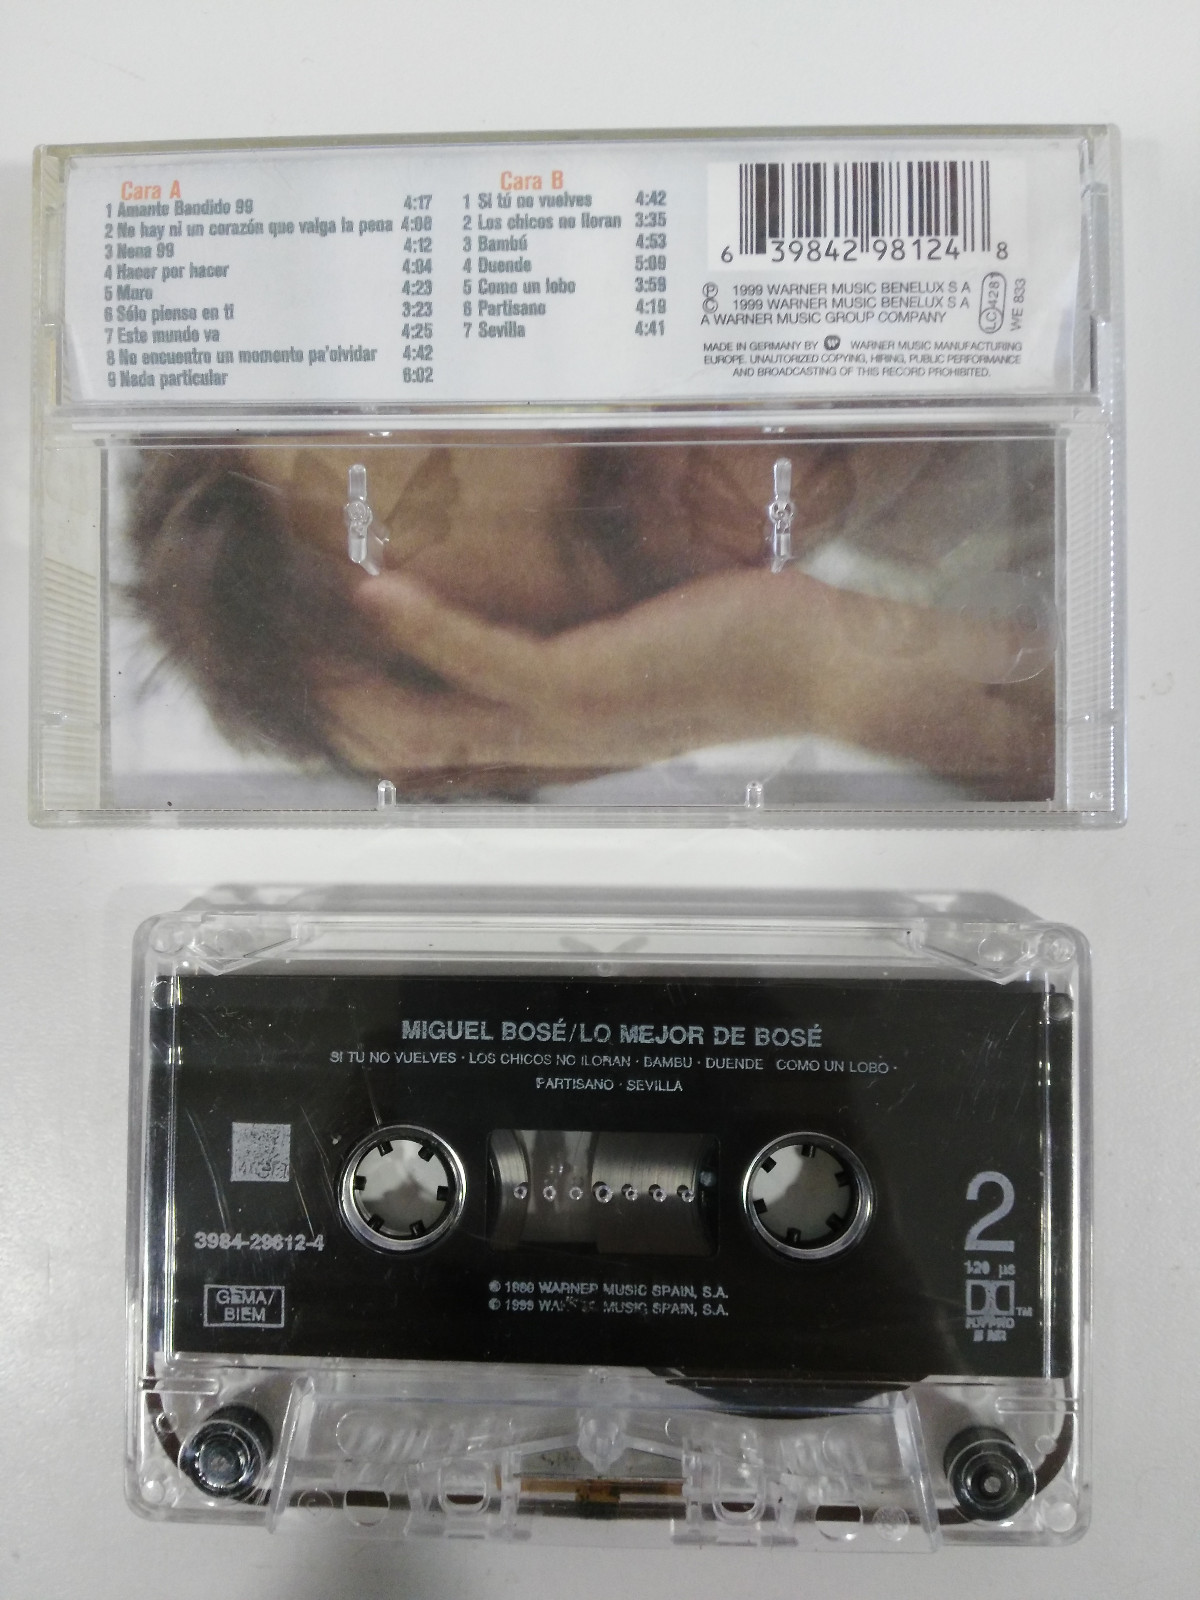 Cara A
1 Amante Bandido 99 4:17
2 No hay ni un corazón que valga la pena 4:08
3 Nena 99 4:12
4 Hacer por hacer 4:04
5 Muro 4:23
6 Sólo pienso en ti 3:23
7 Este mundo va 4:25
8 No encuentro un momento pa'olvidar 4:42
9 Nada particular 6:02
Cara B
1 Si tú no vuelves 4:42
2 Los chicos no lloran 3:35
3 Bambú 4:53
4 Duende 5:09
5 Como un lobo 3:59
6 Partisano 4:19
7 Sevilla 4:41
6 39842 98124 8
Ⓟ 1999 WARNER MUSIC BENELUX S A
© 1999 WARNER MUSIC BENELUX S A
A WARNER MUSIC GROUP COMPANY
LC 4281
WE 833
MADE IN GERMANY BY WARNER MUSIC MANUFACTURING
EUROPE. UNAUTORIZED COPYING, HIRING, PUBLIC PERFORMANCE
AND BROADCASTING OF THIS RECORD PROHIBITED.
MIGUEL BOSÉ/LO MEJOR DE BOSÉ
SI TU NO VUELVES · LOS CHICOS NO LLORAN · BAMBU · DUENDE COMO UN LOBO ·
PARTISANO · SEVILLA
3984-29812-4
GEMA/
BIEM
2
120 µs
TM
WARNER MUSIC SPAIN, S.A.
© 1999 MUSIC SPAIN, S.A.